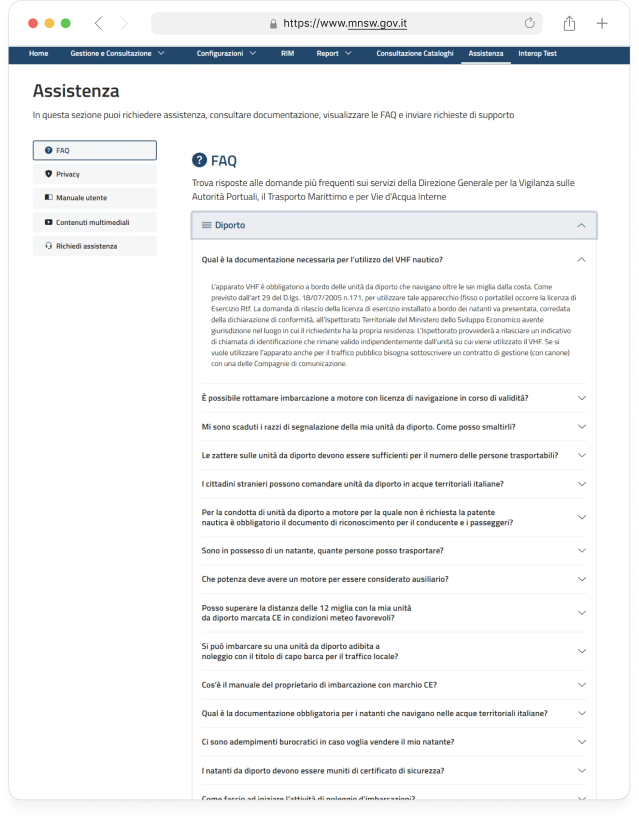 https://www.mnsw.gov.it
Home Gestione e Consultazione Configurazioni RIM Report Consultazione Cataloghi Assistenza Interop Test
Assistenza
In questa sezione puoi richiedere assistenza, consultare documentazione, visualizzare le FAQ e inviare richieste di supporto
FAQ
Privacy
Manuale utente
Contenuti multimediali
Richiedi assistenza
FAQ
Trova risposte alle domande più frequenti sui servizi della Direzione Generale per la Vigilanza sulle
Autorità Portuali, il Trasporto Marittimo e per Vie d'Acqua Interne
Diporto
Qual è la documentazione necessaria per l'utilizzo del VHF nautico?
L'apparato VHF è obbligatorio a bordo delle unità da diporto che navigano oltre le sei miglia dalla costa. Come
previsto dall'art 29 del D.lgs. 18/07/2005 n.171, per utilizzare tale apparecchio (fisso o portatile) occorre la licenza di
Esercizio Rtf. La domanda di rilascio della licenza di esercizio installato a bordo dei natanti va presentata, corredata
della dichiarazione di conformità, all'Ispettorato Territoriale del Ministero dello Sviluppo Economico avente
giurisdizione nel luogo in cui il richiedente ha la propria residenza. L'Ispettorato provvederà a rilasciare un indicativo
di chiamata di identificazione che rimane valido indipendentemente dall'unità su cui viene utilizzato il VHF. Se si
vuole utilizzare l'apparato anche per il traffico pubblico bisogna sottoscrivere un contratto di gestione (con canone)
con una delle Compagnie di comunicazione.
È possibile rottamare imbarcazione a motore con licenza di navigazione in corso di validità?
Mi sono scaduti i razzi di segnalazione della mia unità da diporto. Come posso smaltirli?
Le zattere sulle unità da diporto devono essere sufficienti per il numero delle persone trasportabili?
I cittadini stranieri possono comandare unità da diporto in acque territoriali italiane?
Per la condotta di unità da diporto a motore per la quale non è richiesta la patente
nautica è obbligatorio il documento di riconoscimento per il conducente e i passeggeri?
Sono in possesso di un natante, quante persone posso trasportare?
Che potenza deve avere un motore per essere considerato ausiliario?
Posso superare la distanza delle 12 miglia con la mia unità
da diporto marcata CE in condizioni meteo favorevoli?
Si può imbarcare su una unità da diporto adibita a
noleggio con il titolo di capo barca per il traffico locale?
Cos'è il manuale del proprietario di imbarcazione con marchio CE?
Qual è la documentazione obbligatoria per i natanti che navigano nelle acque territoriali italiane?
Ci sono adempimenti burocratici in caso voglia vendere il mio natante?
I natanti da diporto devono essere muniti di certificato di sicurezza?
Come faccio ad iniziare l'attività di noleggio d'imbarcazioni?